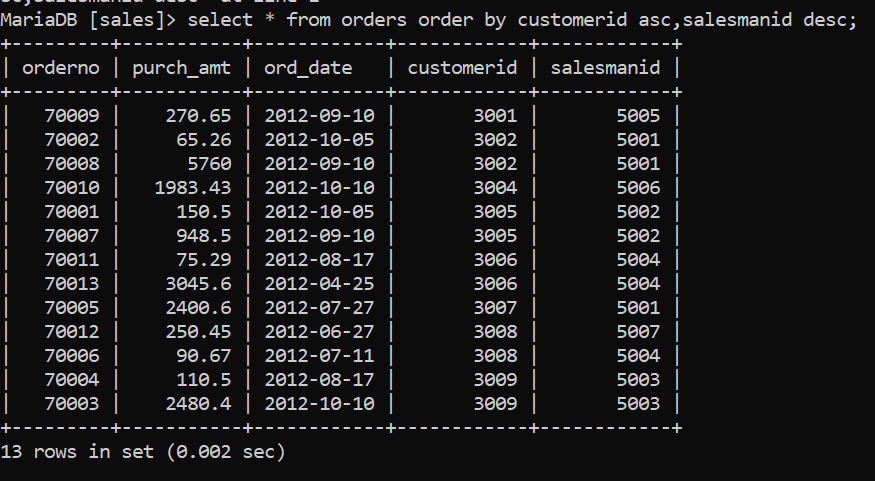 MariaDB [sales]> select * from orders order by customerid asc,salesmanid desc;
+---------+-----------+------------+------------+------------+
| orderno | purch_amt | ord_date   | customerid | salesmanid |
+---------+-----------+------------+------------+------------+
|   70009 |    270.65 | 2012-09-10 |       3001 |       5005 |
|   70002 |     65.26 | 2012-10-05 |       3002 |       5001 |
|   70008 |      5760 | 2012-09-10 |       3002 |       5001 |
|   70010 |   1983.43 | 2012-10-10 |       3004 |       5006 |
|   70001 |     150.5 | 2012-10-05 |       3005 |       5002 |
|   70007 |     948.5 | 2012-09-10 |       3005 |       5002 |
|   70011 |     75.29 | 2012-08-17 |       3006 |       5004 |
|   70013 |    3045.6 | 2012-04-25 |       3006 |       5004 |
|   70005 |    2400.6 | 2012-07-27 |       3007 |       5001 |
|   70012 |    250.45 | 2012-06-27 |       3008 |       5007 |
|   70006 |     90.67 | 2012-07-11 |       3008 |       5004 |
|   70004 |     110.5 | 2012-08-17 |       3009 |       5003 |
|   70003 |    2480.4 | 2012-10-10 |       3009 |       5003 |
+---------+-----------+------------+------------+------------+
13 rows in set (0.002 sec)